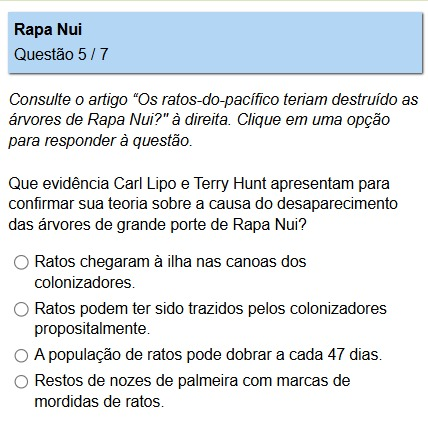 Rapa Nui
Questão 5 / 7
Consulte o artigo “Os ratos-do-pacífico teriam destruído as
árvores de Rapa Nui?" à direita. Clique em uma opção
para responder à questão.
Que evidência Carl Lipo e Terry Hunt apresentam para
confirmar sua teoria sobre a causa do desaparecimento
das árvores de grande porte de Rapa Nui?
Ratos chegaram à ilha nas canoas dos
colonizadores.
Ratos podem ter sido trazidos pelos colonizadores
propositalmente.
A população de ratos pode dobrar a cada 47 dias.
Restos de nozes de palmeira com marcas de
mordidas de ratos.